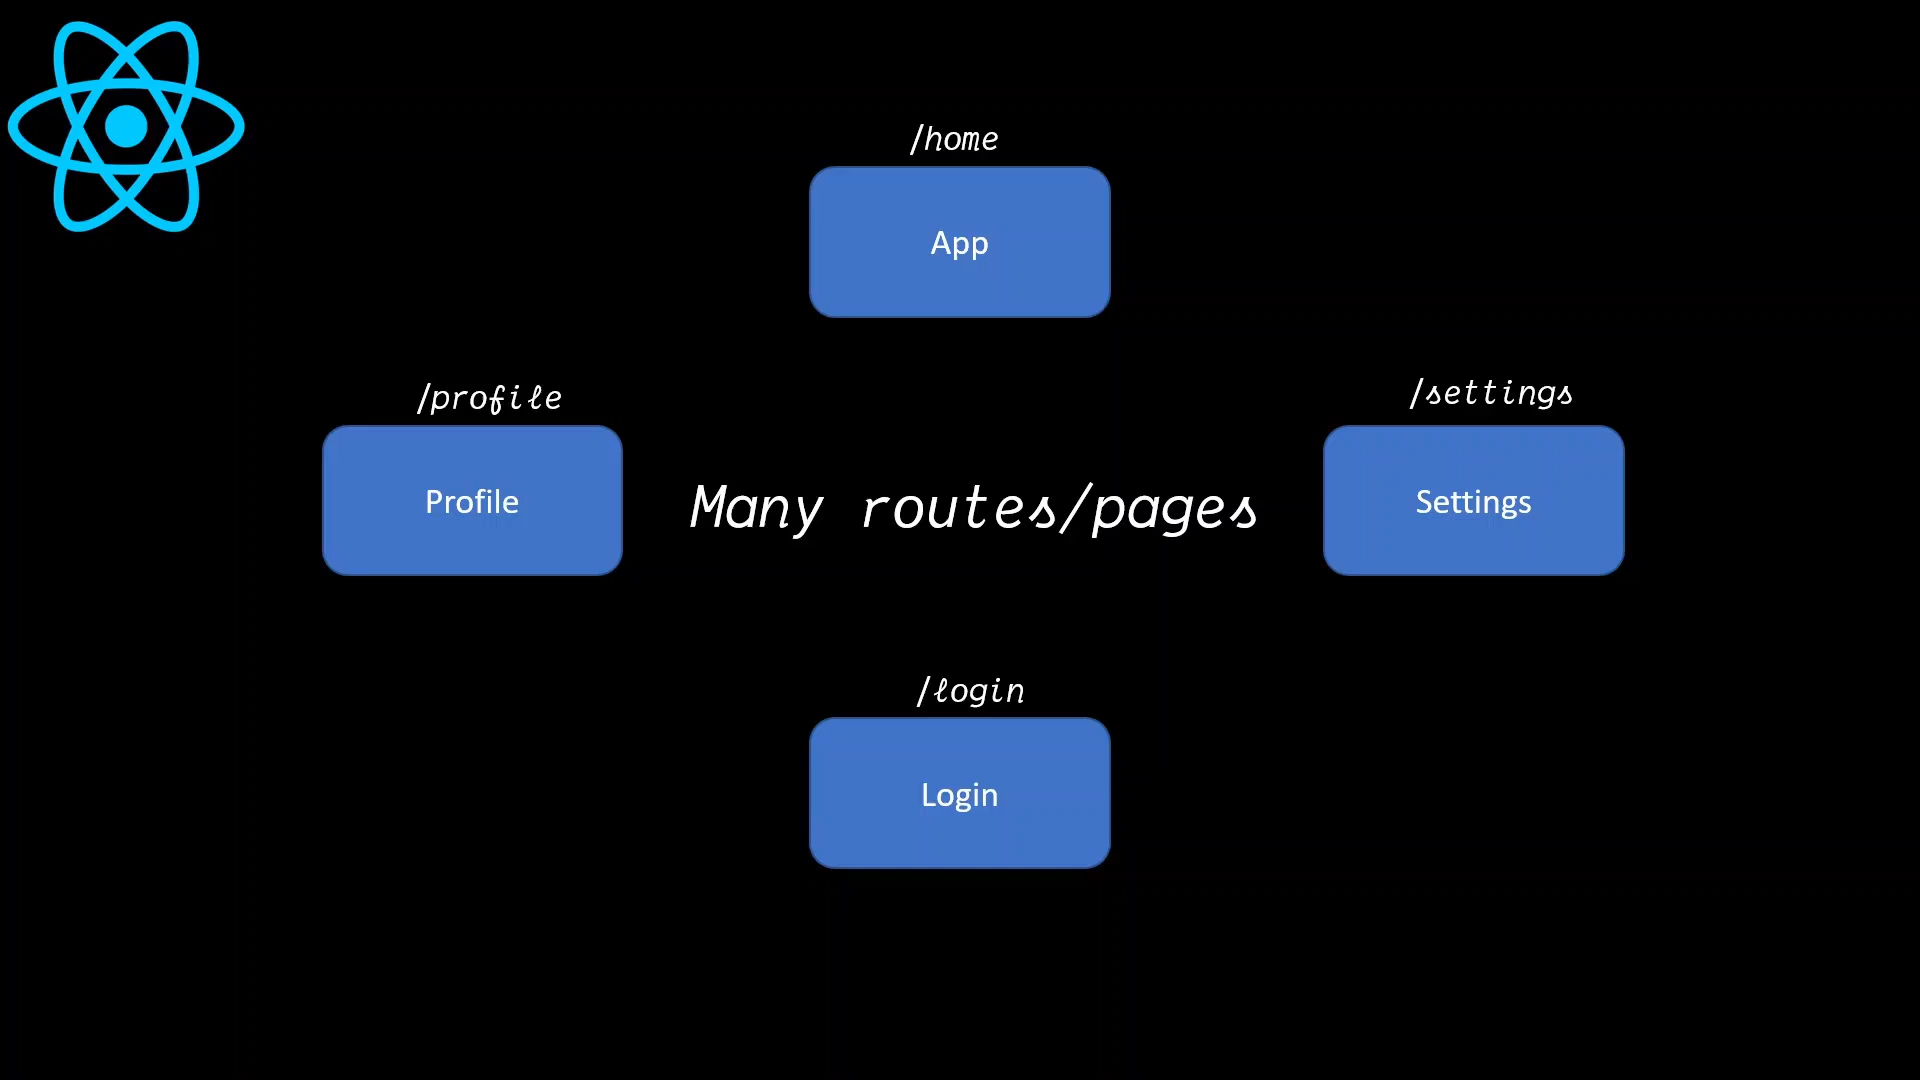 /home
App
/profile
/settings
Profile
Many routes/pages
Settings
/login
Login